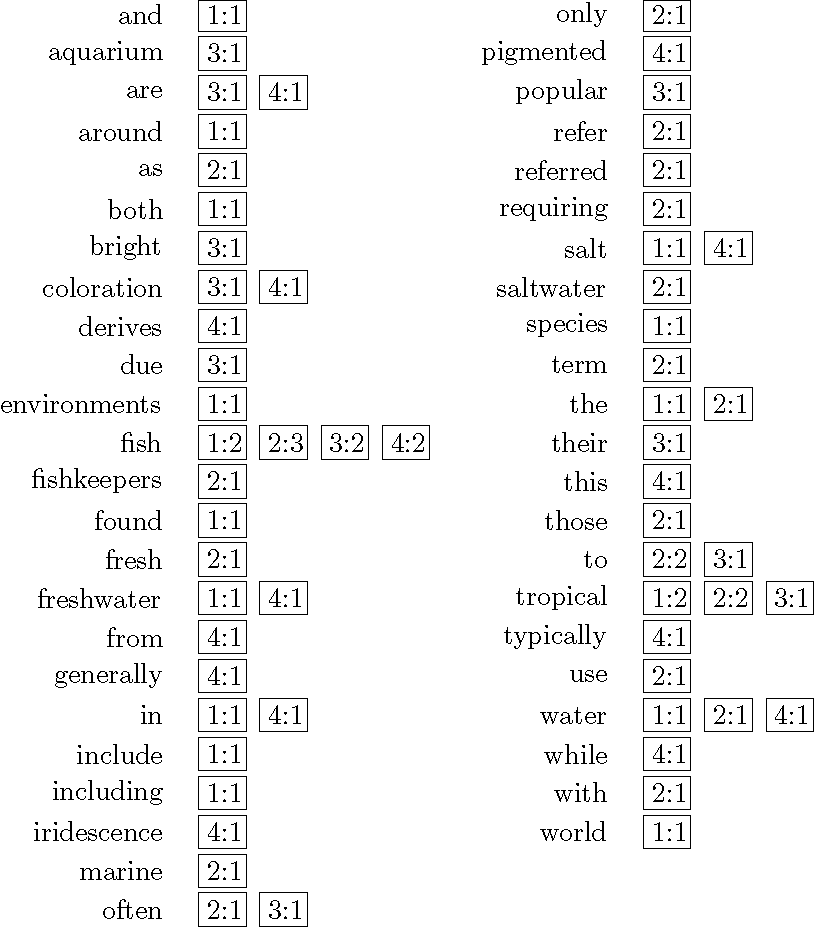 and 1:1
aquarium 3:1
are 3:1 4:1
around 1:1
as 2:1
both 1:1
bright 3:1
coloration 3:1 4:1
derives 4:1
due 3:1
environments 1:1
fish 1:2 2:3 3:2 4:2
fishkeepers 2:1
found 1:1
fresh 2:1
freshwater 1:1 4:1
from 4:1
generally 4:1
in 1:1 4:1
include 1:1
including 1:1
iridescence 4:1
marine 2:1
often 2:1 3:1
only 2:1
pigmented 4:1
popular 3:1
refer 2:1
referred 2:1
requiring 2:1
salt 1:1 4:1
saltwater 2:1
species 1:1
term 2:1
the 1:1 2:1
their 3:1
this 4:1
those 2:1
to 2:2 3:1
tropical 1:2 2:2 3:1
typically 4:1
use 2:1
water 1:1 2:1 4:1
while 4:1
with 2:1
world 1:1